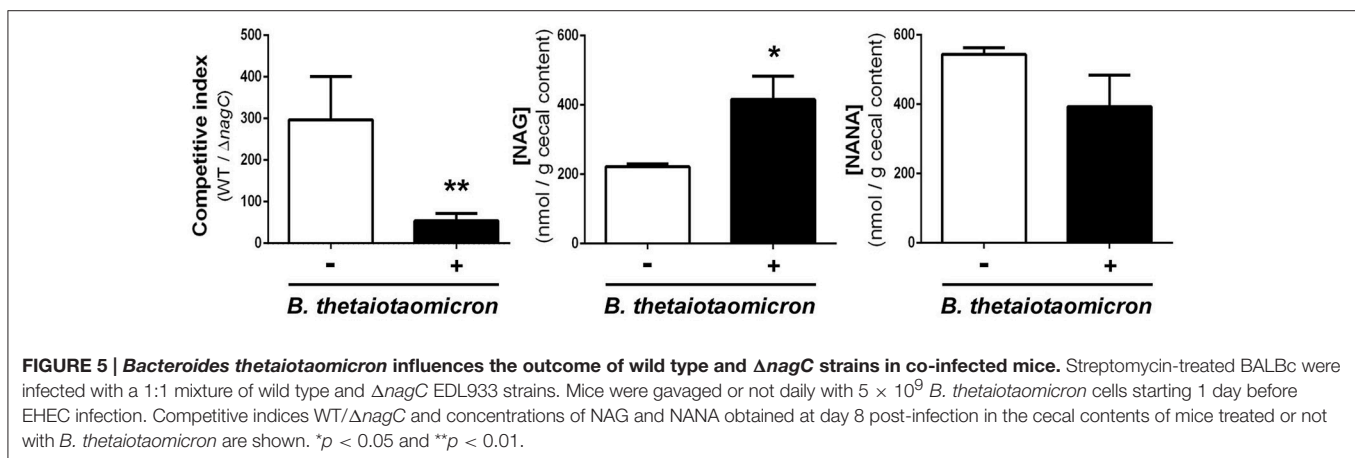 Competitive index
(WT / ΔnagC)
500
400
300
200
100
0
**
- +
B. thetaiotaomicron
[NAG]
(nmol / g cecal content)
600
400
200
0
*
- +
B. thetaiotaomicron
[NANA]
(nmol / g cecal content)
600
400
200
0
- +
B. thetaiotaomicron
FIGURE 5 | Bacteroides thetaiotaomicron influences the outcome of wild type and ΔnagC strains in co-infected mice. Streptomycin-treated BALBc were
infected with a 1:1 mixture of wild type and ΔnagC EDL933 strains. Mice were gavaged or not daily with 5 × 10⁹ B. thetaiotaomicron cells starting 1 day before
EHEC infection. Competitive indices WT/ΔnagC and concentrations of NAG and NANA obtained at day 8 post-infection in the cecal contents of mice treated or not
with B. thetaiotaomicron are shown. *p < 0.05 and **p < 0.01.